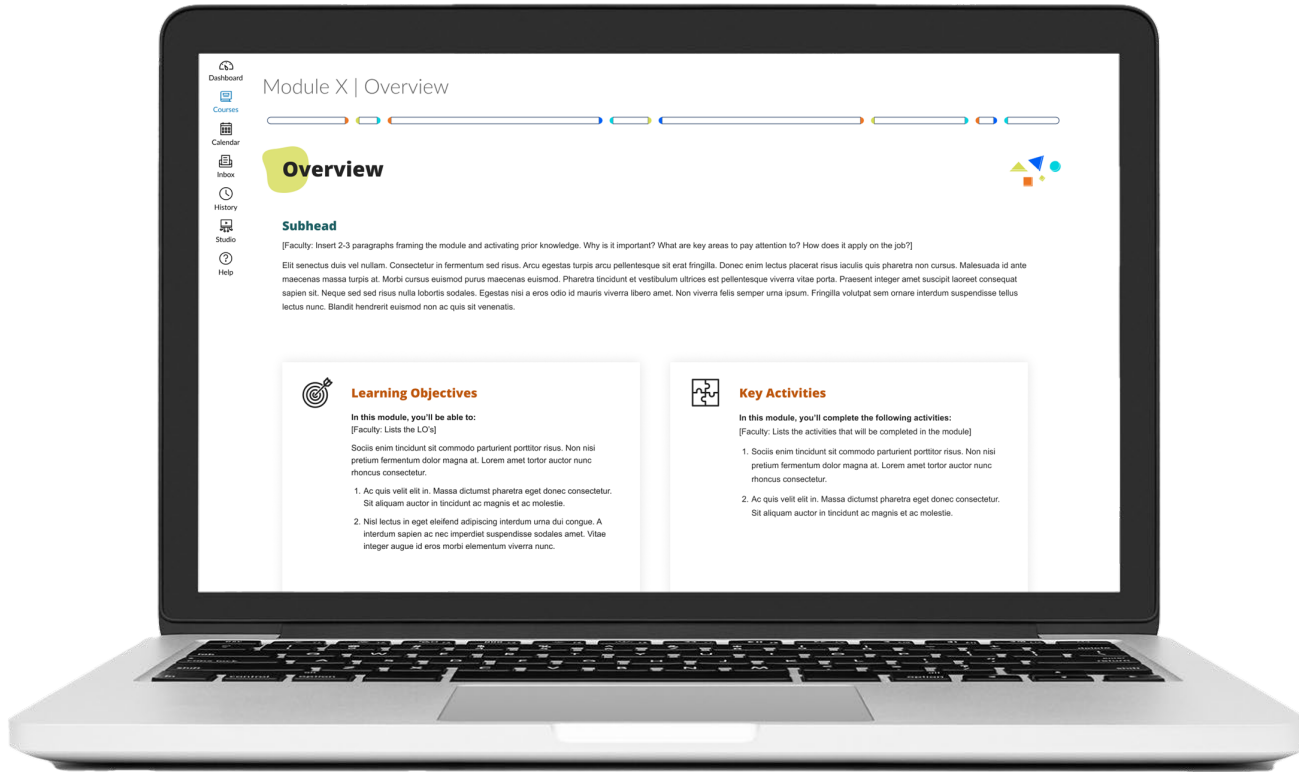 Dashboard
Courses
Calendar
Inbox
History
Studio
Help
Module X | Overview
Overview
Subhead
[Faculty: Insert 2-3 paragraphs framing the module and activating prior knowledge. Why is it important? What are key areas to pay attention to? How does it apply on the job?]
Elit senectus duis vel nullam. Consectetur in fermentum sed risus. Arcu egestas turpis arcu pellentesque sit erat fringilla. Donec enim lectus placerat risus iaculis quis pharetra non cursus. Malesuada id ante
maecenas massa turpis at. Morbi cursus euismod purus maecenas euismod. Pharetra tincidunt et vestibulum ultrices est pellentesque viverra vitae porta. Praesent integer amet suscipit laoreet consequat
sapien sit. Neque sed sed risus nulla lobortis sodales. Egestas nisi a eros odio id mauris viverra libero amet. Non viverra felis semper urna ipsum. Fringilla volutpat sem ornare interdum suspendisse tellus
lectus nunc. Blandit hendrerit euismod non ac quis sit venenatis.
Learning Objectives
In this module, you'll be able to:
[Faculty: Lists the LO's]
Sociis enim tincidunt sit commodo parturient porttitor risus. Non nisi
pretium fermentum dolor magna at. Lorem amet tortor auctor nunc
rhoncus consectetur.
1. Ac quis velit elit in. Massa dictumst pharetra eget donec consectetur.
Sit aliquam auctor in tincidunt ac magnis et ac molestie.
2. Nisl lectus in eget eleifend adipiscing interdum urna dui congue. A
interdum sapien ac nec imperdiet suspendisse sodales amet. Vitae
integer augue id eros morbi elementum viverra nunc.
Key Activities
In this module, you'll complete the following activities:
[Faculty: Lists the activities that will be completed in the module]
1. Sociis enim tincidunt sit commodo parturient porttitor risus. Non nisi
pretium fermentum dolor magna at. Lorem amet tortor auctor nunc
rhoncus consectetur.
2. Ac quis velit elit in. Massa dictumst pharetra eget donec consectetur.
Sit aliquam auctor in tincidunt ac magnis et ac molestie.